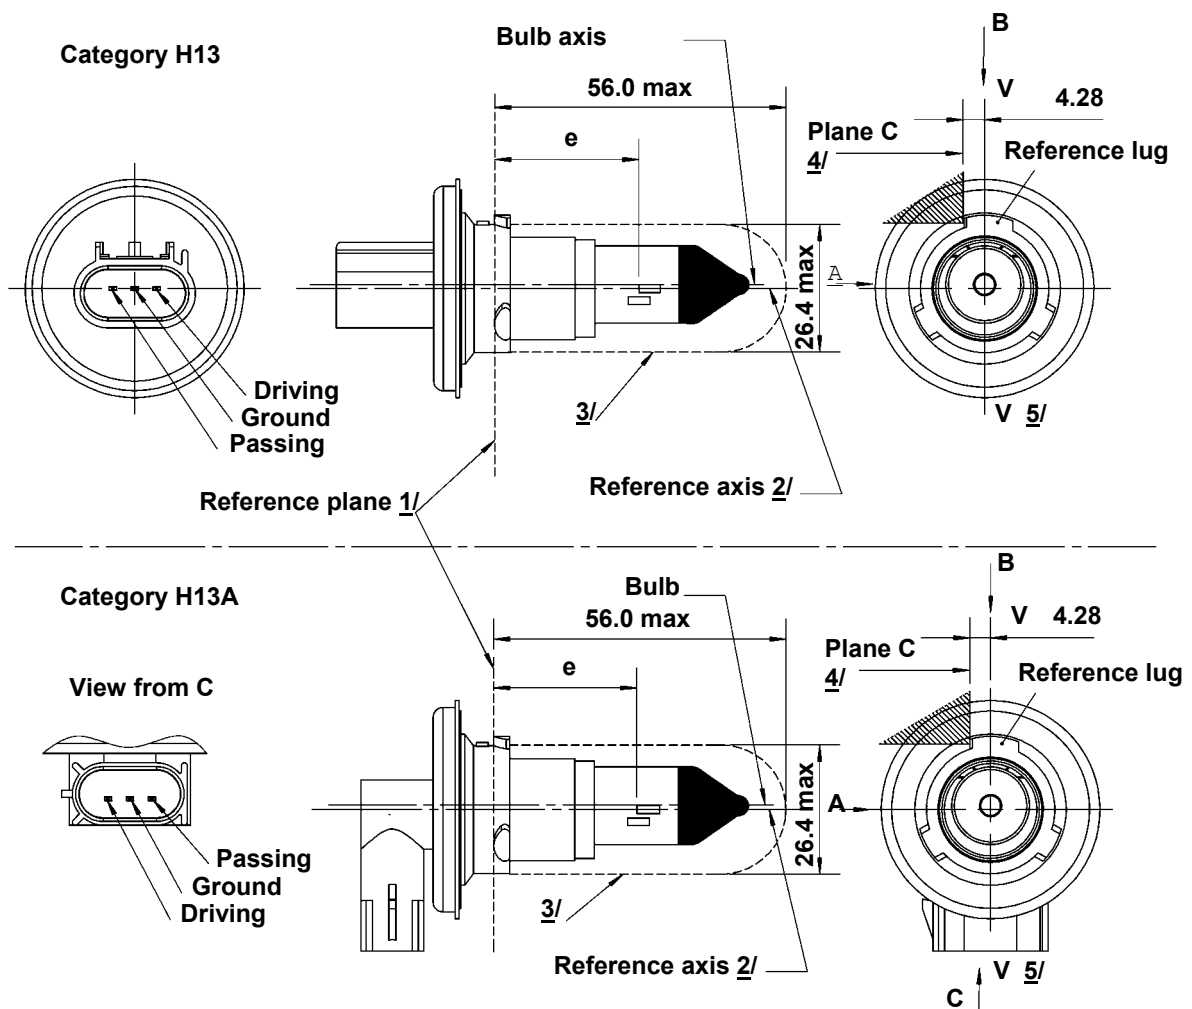 Category H13
Bulb axis
B
56.0 max
V
4.28
Plane C
4/
e
Reference lug
A
26.4 max
Driving
Ground
Passing
3/
V 5/
Reference plane 1/
Reference axis 2/
Category H13A
Bulb
B
56.0 max
V 4.28
Plane C
4/
e
Reference lug
View from C
A
26.4 max
Passing
Ground
Driving
3/
Reference axis 2/
V 5/
C